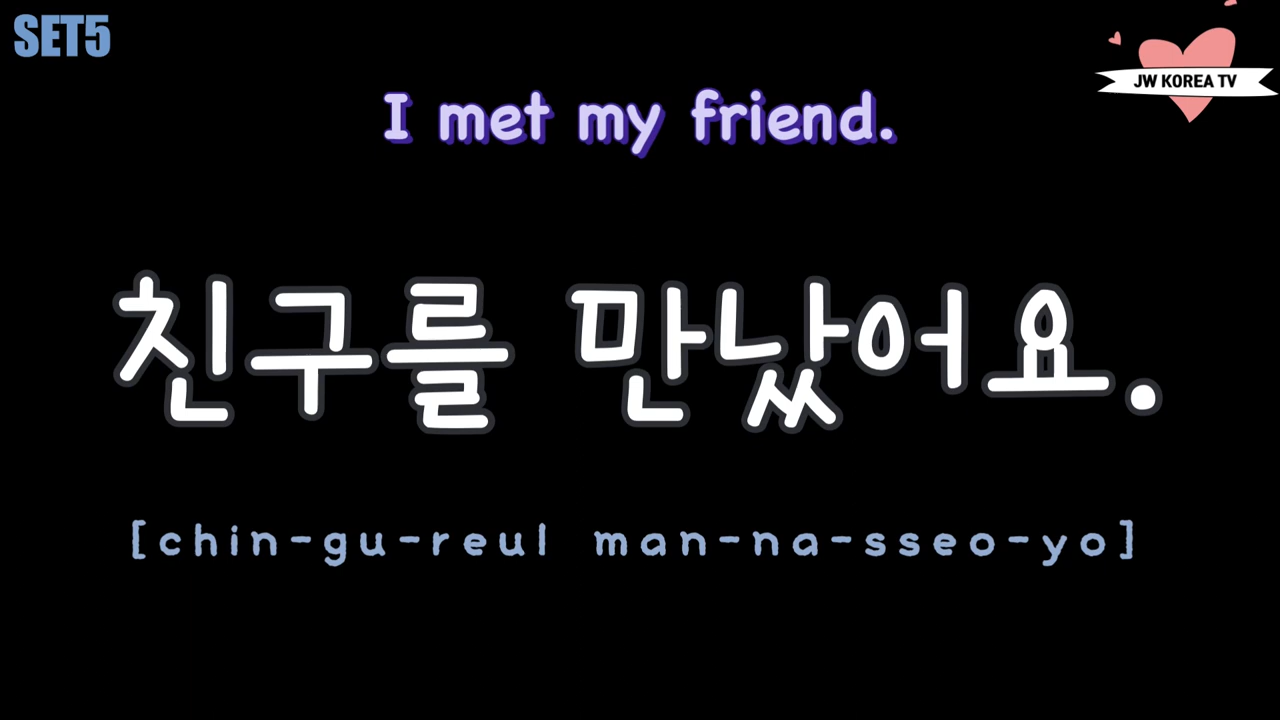 SET5
JW KOREA TV
I met my friend.
친구를 만났어요.
[chin-gu-reul man-na-sseo-yo]